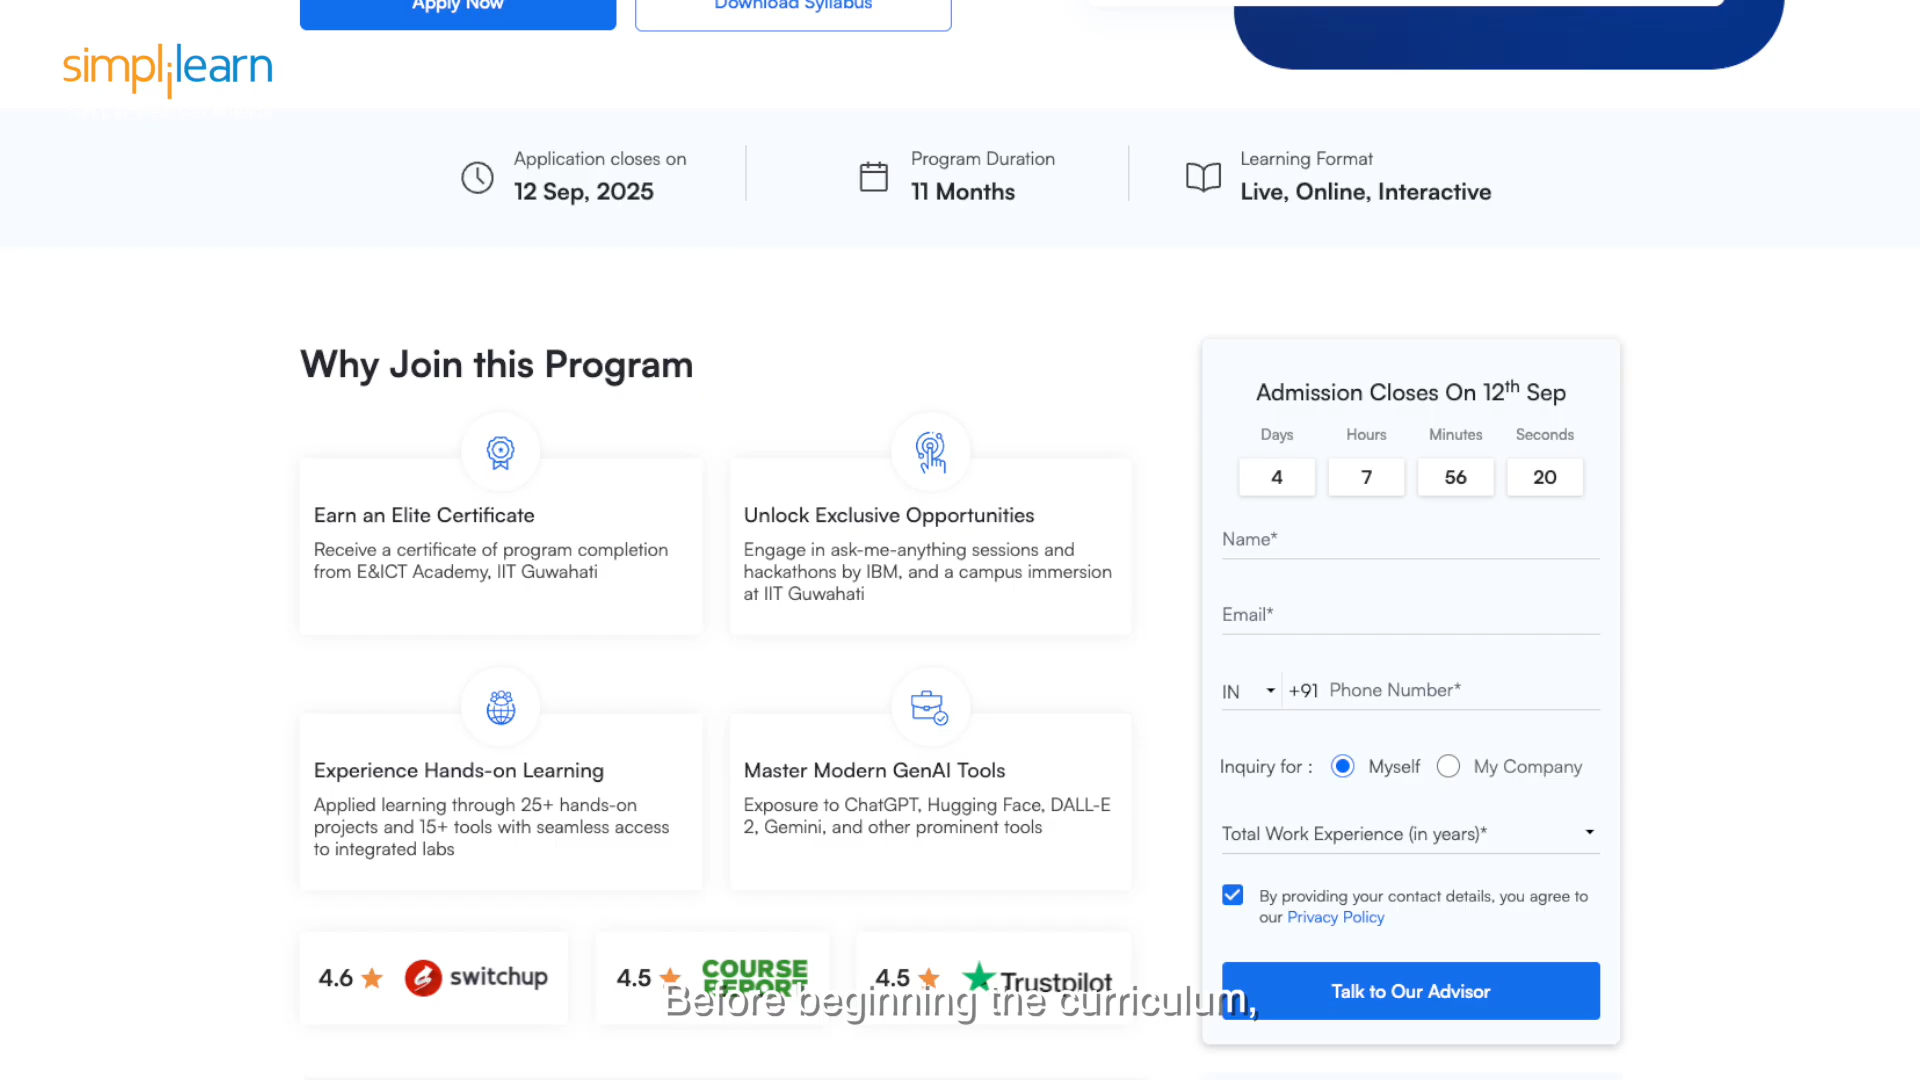 Apply Now
Download Syllabus
simplilearn
Application closes on
12 Sep, 2025
Program Duration
11 Months
Learning Format
Live, Online, Interactive
Why Join this Program
Earn an Elite Certificate
Receive a certificate of program completion
from E&ICT Academy, IIT Guwahati
Unlock Exclusive Opportunities
Engage in ask-me-anything sessions and
hackathons by IBM, and a campus immersion
at IIT Guwahati
Experience Hands-on Learning
Applied learning through 25+ hands-on
projects and 15+ tools with seamless access
to integrated labs
Master Modern GenAI Tools
Exposure to ChatGPT, Hugging Face, DALL-E
2, Gemini, and other prominent tools
4.6 switchup
4.5 COURSE
REPORT
4.5 Trustpilot
Admission Closes On 12th Sep
Days Hours Minutes Seconds
4 7 56 20
Name*
Email*
IN +91 Phone Number*
Inquiry for : Myself My Company
Total Work Experience (in years)*
By providing your contact details, you agree to
our Privacy Policy
Talk to Our Advisor
Before beginning the curriculum,